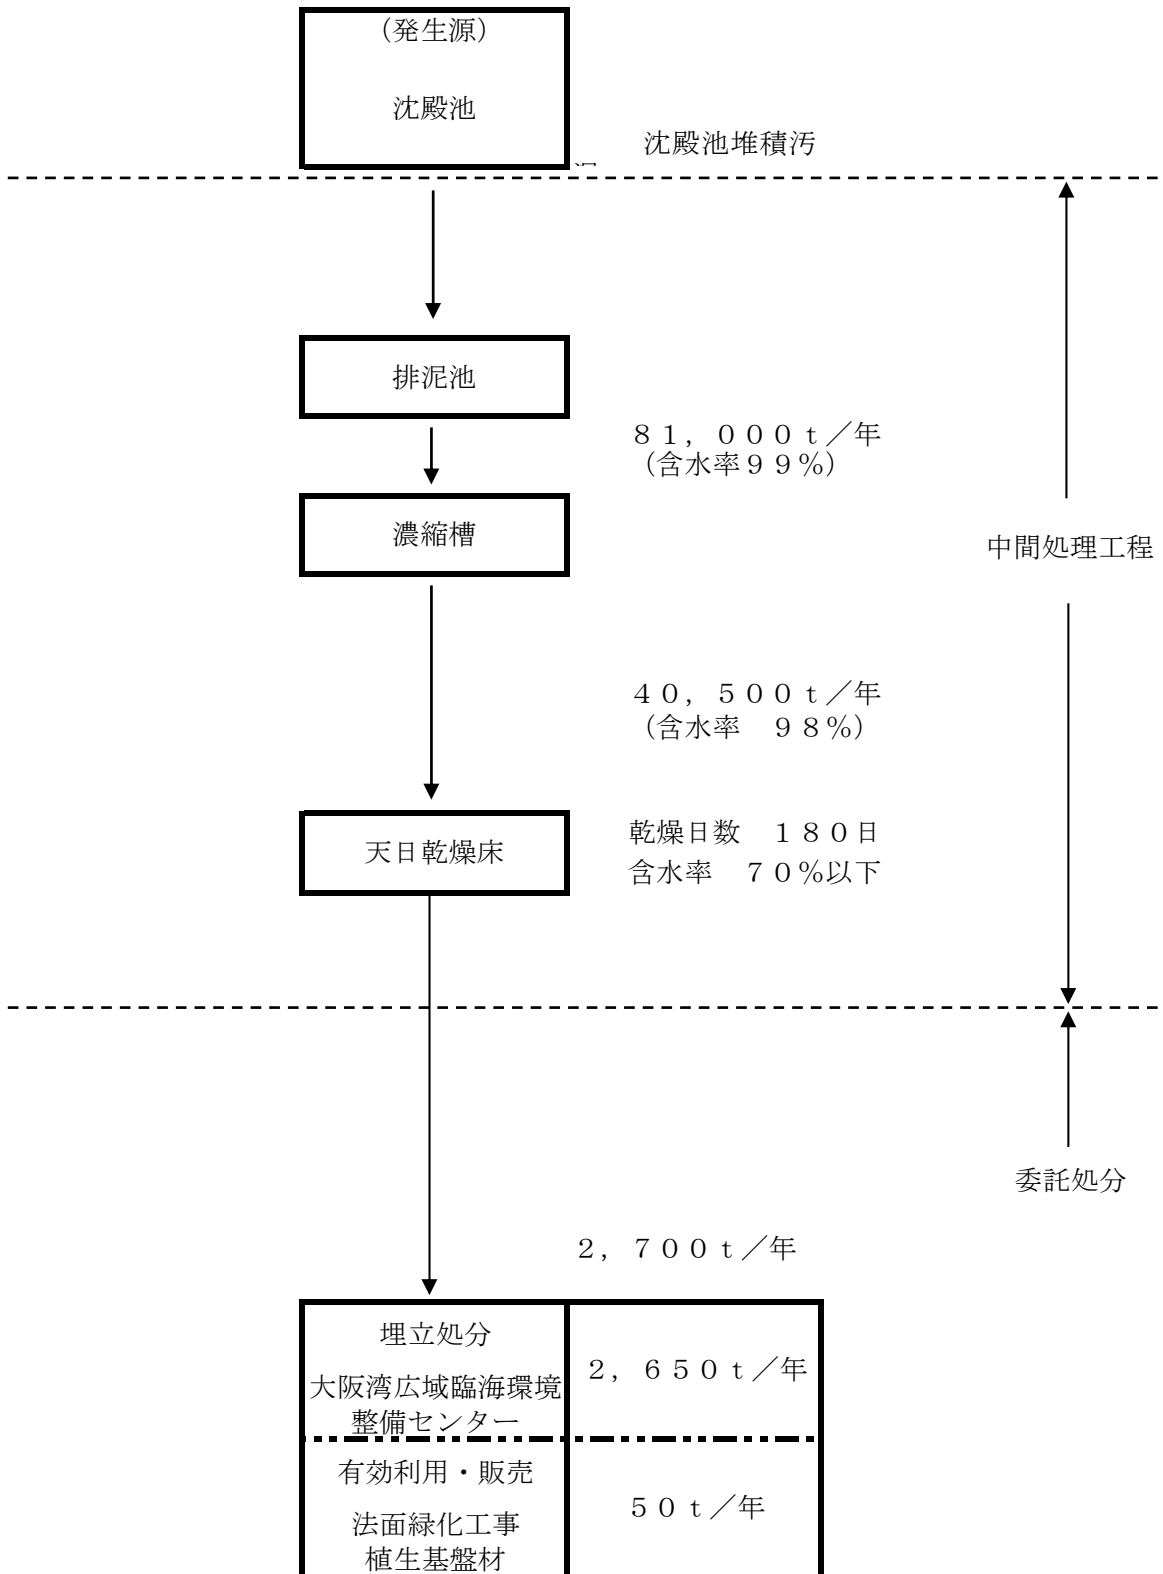 （発生源）
沈殿池
沈殿池堆積汚
排泥池
８１，０００ｔ／年
（含水率９９％）
濃縮槽
中間処理工程
４０，５００ｔ／年
（含水率　９８％）
天日乾燥床
乾燥日数　１８０日
含水率　７０％以下
委託処分
２，７００ｔ／年
埋立処分
大阪湾広域臨海環境
整備センター
２，６５０ｔ／年
有効利用・販売
法面緑化工事
植生基盤材
５０ｔ／年